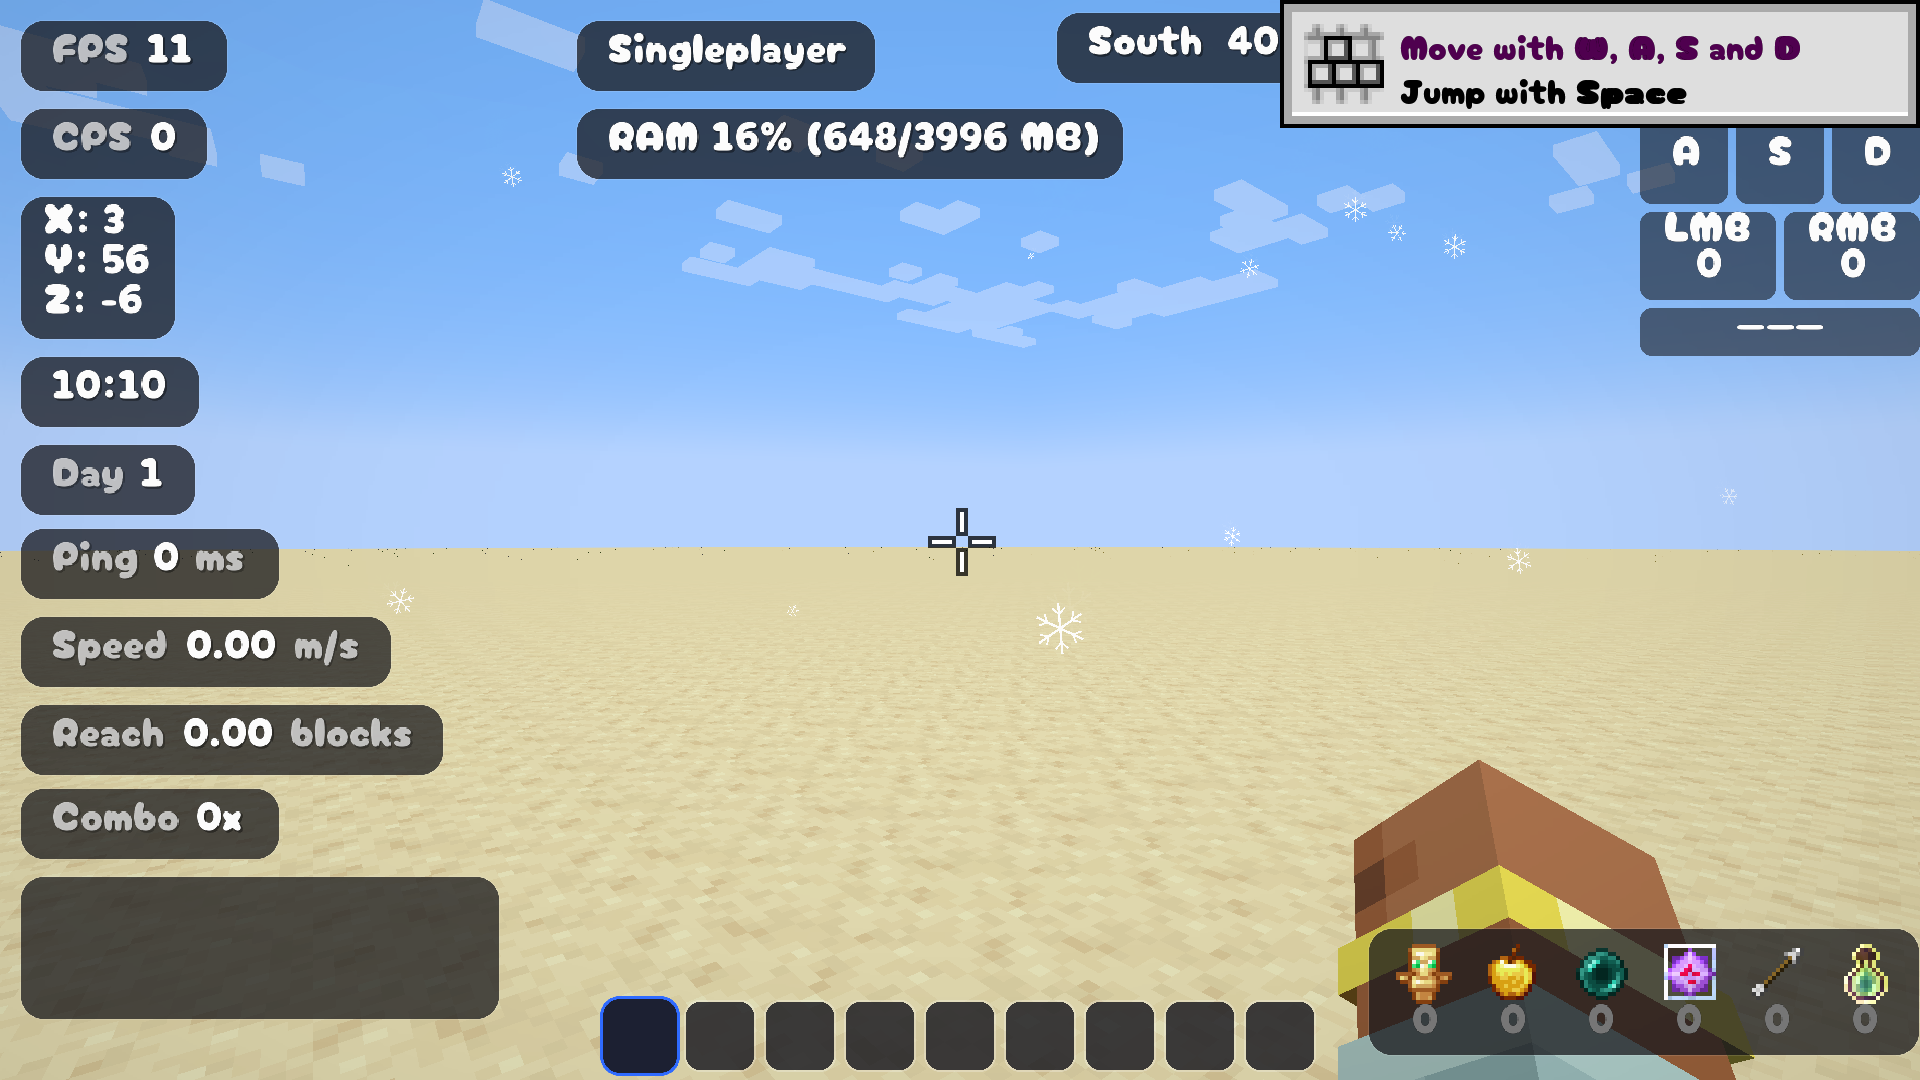 FPS 11
CPS 0
X: 3
Y: 56
Z: -6
10:10
Day 1
Ping 0 ms
Speed 0.00 m/s
Reach 0.00 blocks
Combo 0x
Singleplayer
RAM 16% (648/3996 MB)
South 40
Move with W, A, S and D
Jump with Space
A S D
LMB RMB
0 0
0 0 0 0 0 0